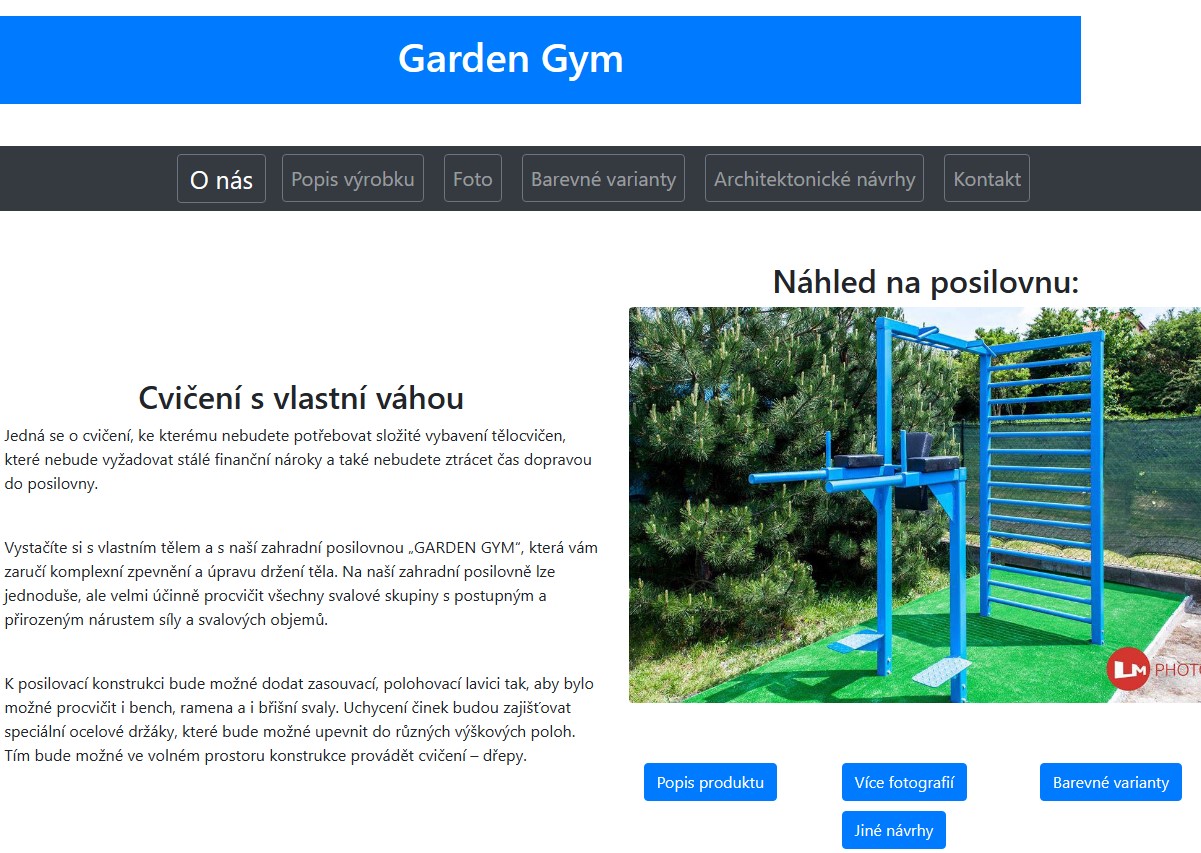 Garden Gym
O nás
Popis výrobku
Foto
Barevné varianty
Architektonické návrhy
Kontakt
Cvičení s vlastní váhou
Jedná se o cvičení, ke kterému nebudete potřebovat složité vybavení tělocvičen,
které nebude vyžadovat stálé finanční nároky a také nebudete ztrácet čas dopravou
do posilovny.
Vystačíte si s vlastním tělem a s naší zahradní posilovnou „GARDEN GYM“, která vám
zaručí komplexní zpevnění a úpravu držení těla. Na naší zahradní posilovně lze
jednoduše, ale velmi účinně procvičit všechny svalové skupiny s postupným a
přirozeným nárustem síly a svalových objemů.
K posilovací konstrukci bude možné dodat zasouvací, polohovací lavici tak, aby bylo
možné procvičit i bench, ramena a i břišní svaly. Uchycení činek budou zajišťovat
speciální ocelové držáky, které bude možné upevnit do různých výškových poloh.
Tím bude možné ve volném prostoru konstrukce provádět cvičení – dřepy.
Náhled na posilovnu:
LM PHOTO
Popis produktu
Více fotografií
Barevné varianty
Jiné návrhy